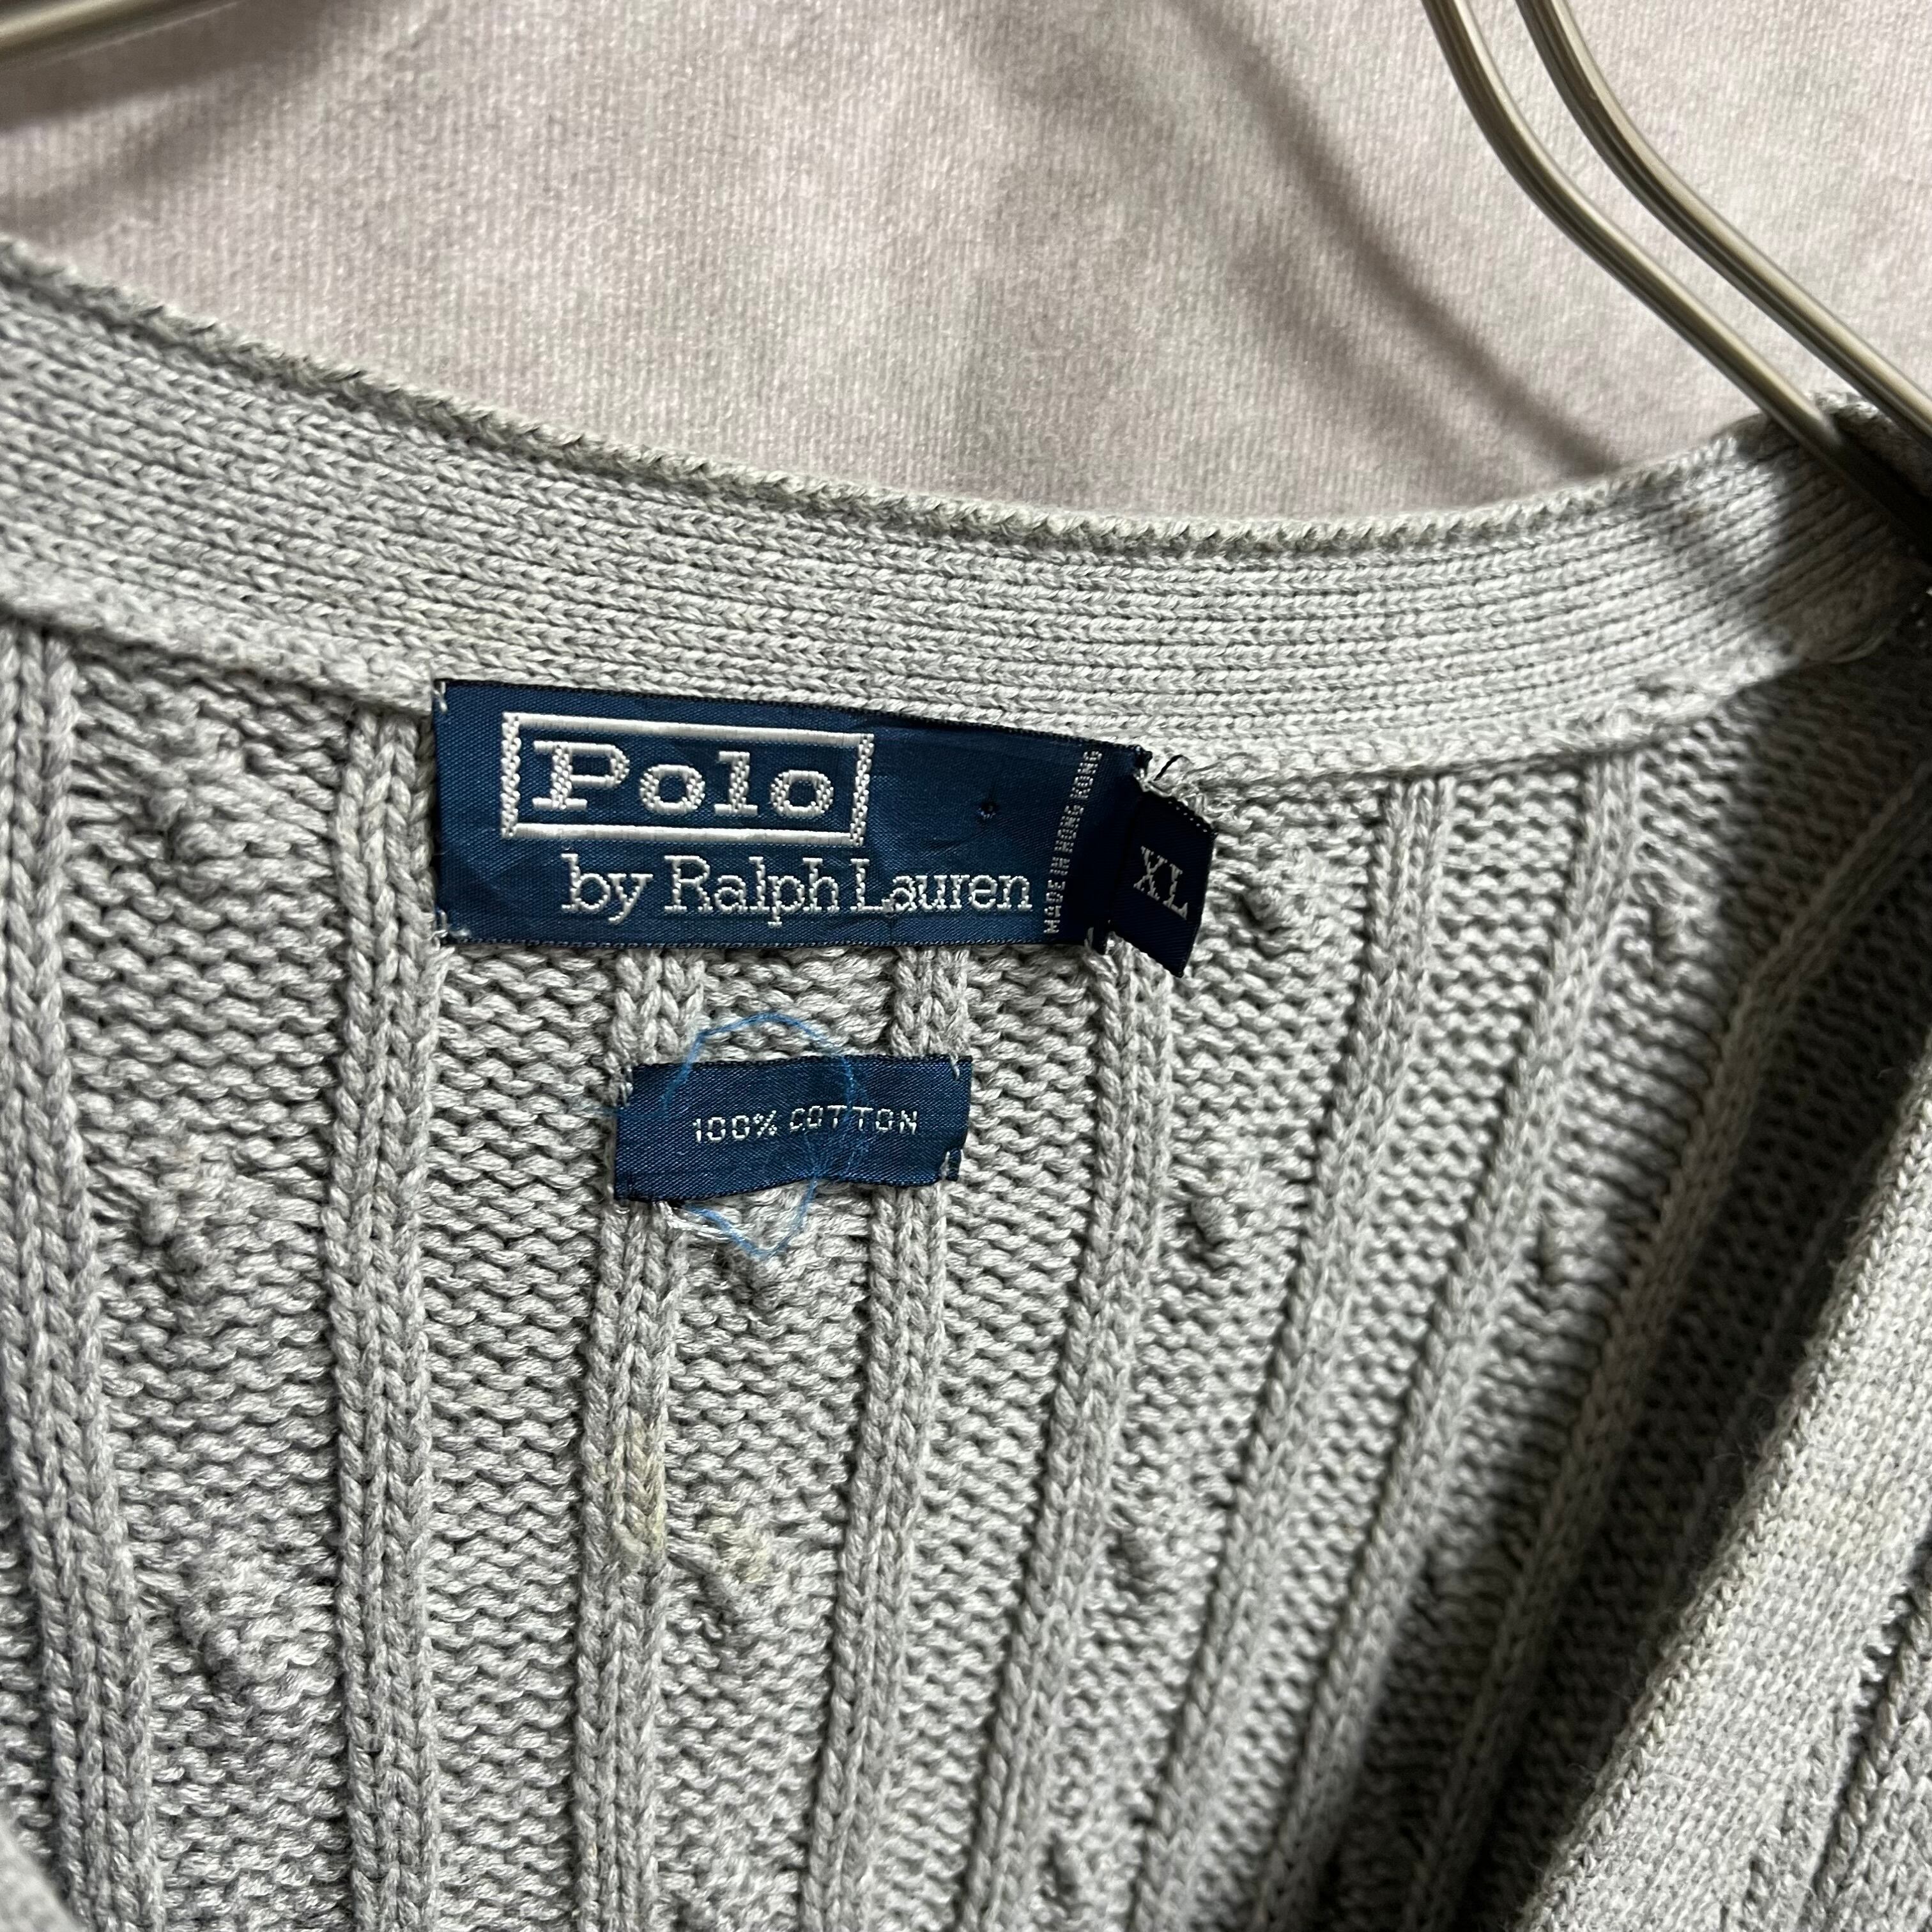 Polo
by Ralph Lauren
MADE IN HONG KONG
XL
100% COTTON